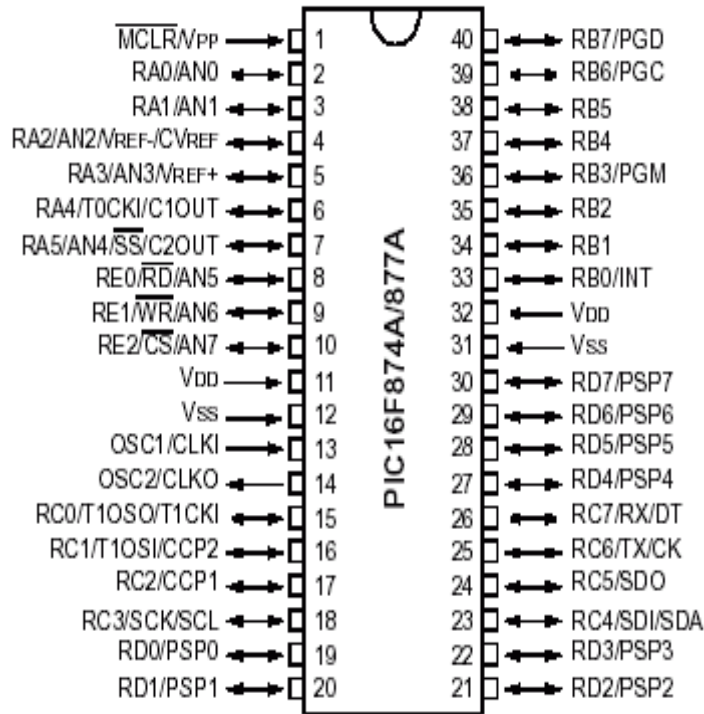 MCLR/VPP 1 40 RB7/PGD
RA0/AN0 2 39 RB6/PGC
RA1/AN1 3 38 RB5
RA2/AN2/VREF-/CVREF 4 37 RB4
RA3/AN3/VREF+ 5 36 RB3/PGM
RA4/T0CKI/C1OUT 6 35 RB2
RA5/AN4/SS/C2OUT 7 34 RB1
RE0/RD/AN5 8 33 RB0/INT
RE1/WR/AN6 9 32 VDD
RE2/CS/AN7 10 31 VSS
VDD 11 30 RD7/PSP7
VSS 12 29 RD6/PSP6
OSC1/CLKI 13 28 RD5/PSP5
OSC2/CLKO 14 27 RD4/PSP4
RC0/T1OSO/T1CKI 15 26 RC7/RX/DT
RC1/T1OSI/CCP2 16 25 RC6/TX/CK
RC2/CCP1 17 24 RC5/SDO
RC3/SCK/SCL 18 23 RC4/SDI/SDA
RD0/PSP0 19 22 RD3/PSP3
RD1/PSP1 20 21 RD2/PSP2
PIC16F874A/877A